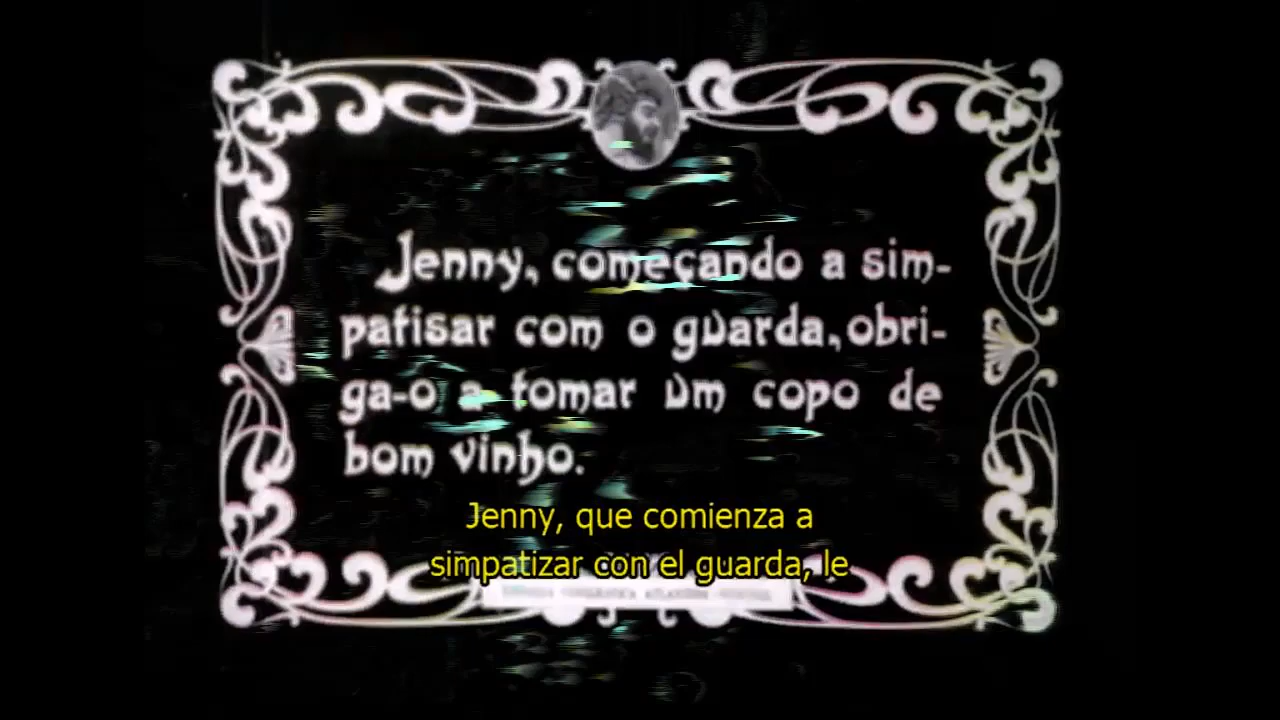 Jenny, começando a sim-
patisar com o guarda, obri-
ga-o a tomar um copo de
bom vinho.
Jenny, que comienza a
simpatizar con el guarda, le